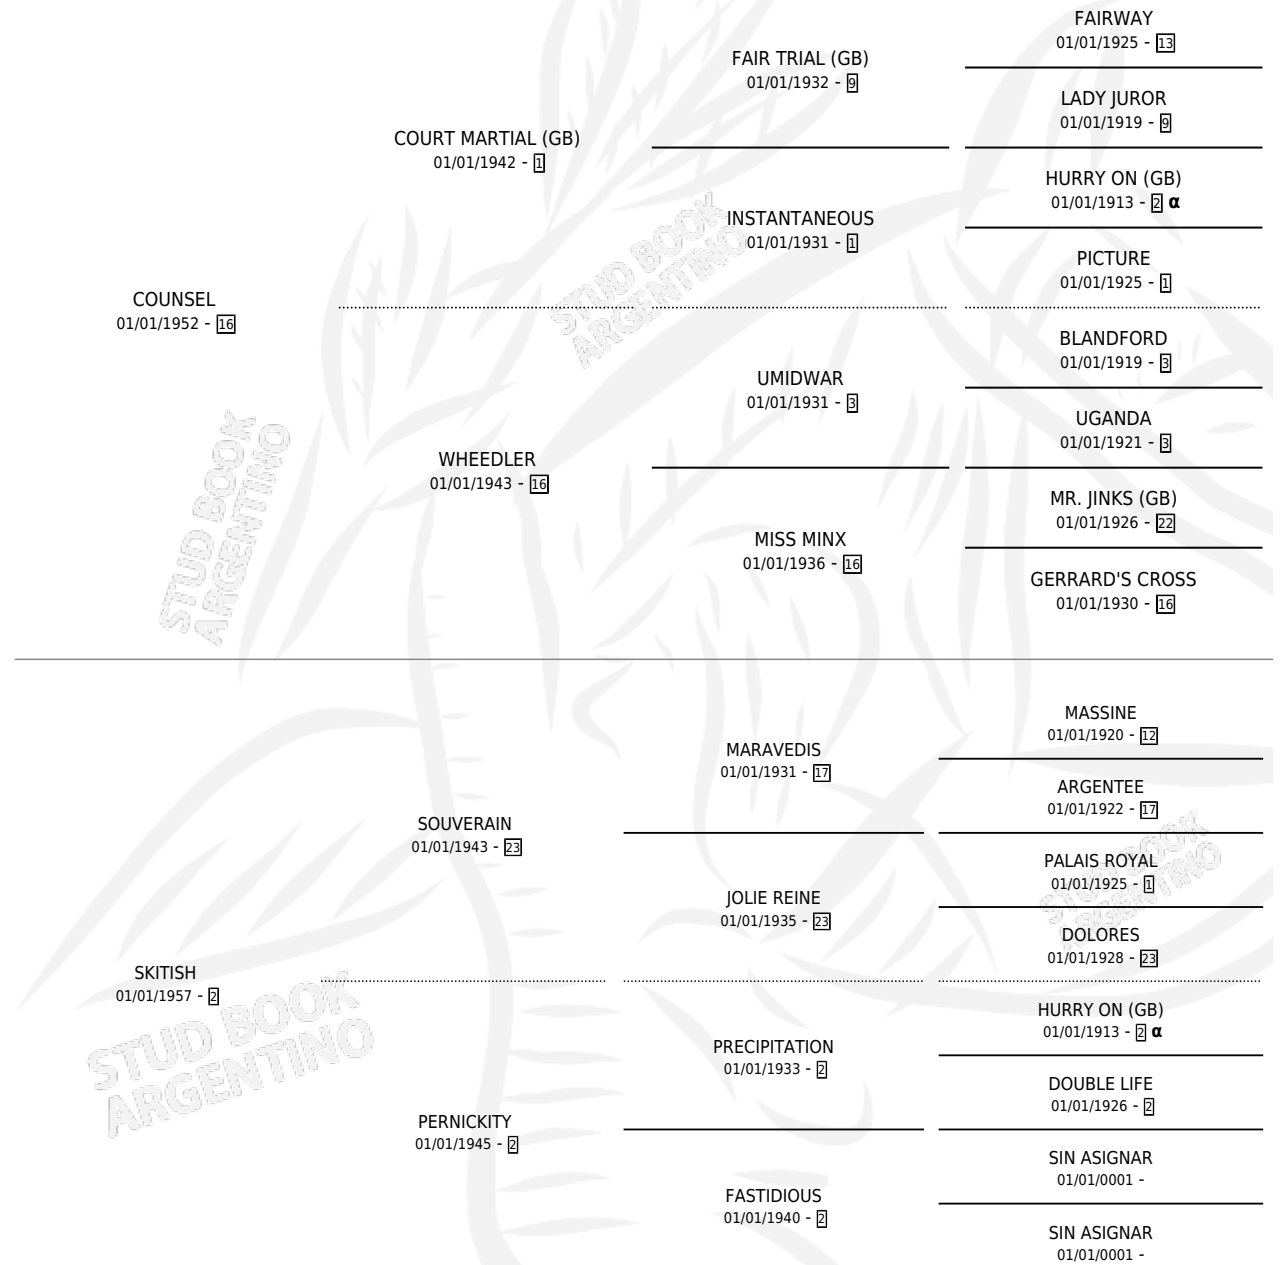 FAIRWAY
01/01/1925 - 13
FAIR TRIAL (GB)
01/01/1932 - 9
LADY JUROR
01/01/1919 - 9
COURT MARTIAL (GB)
01/01/1942 - 1
HURRY ON (GB)
01/01/1913 - 2 α
INSTANTANEOUS
01/01/1931 - 1
PICTURE
01/01/1925 - 1
COUNSEL
01/01/1952 - 16
BLANDFORD
01/01/1919 - 3
UMIDWAR
01/01/1931 - 3
UGANDA
01/01/1921 - 3
WHEEDLER
01/01/1943 - 16
MR. JINKS (GB)
01/01/1926 - 22
MISS MINX
01/01/1936 - 16
GERRARD'S CROSS
01/01/1930 - 16
STUD BOOK
ARGENTINO
STUD BOOK
ARGENTINO
MASSINE
01/01/1920 - 12
MARAVEDIS
01/01/1931 - 17
ARGENTEE
01/01/1922 - 17
SOUVERAIN
01/01/1943 - 23
PALAIS ROYAL
01/01/1925 - 1
JOLIE REINE
01/01/1935 - 23
DOLORES
01/01/1928 - 23
SKITISH
01/01/1957 - 2
HURRY ON (GB)
01/01/1913 - 2 α
PRECIPITATION
01/01/1933 - 2
DOUBLE LIFE
01/01/1926 - 2
PERNICKITY
01/01/1945 - 2
SIN ASIGNAR
01/01/0001 -
FASTIDIOUS
01/01/1940 - 2
SIN ASIGNAR
01/01/0001 -
STUD BOOK
ARGENTINO
STUD BOOK
ARGENTINO